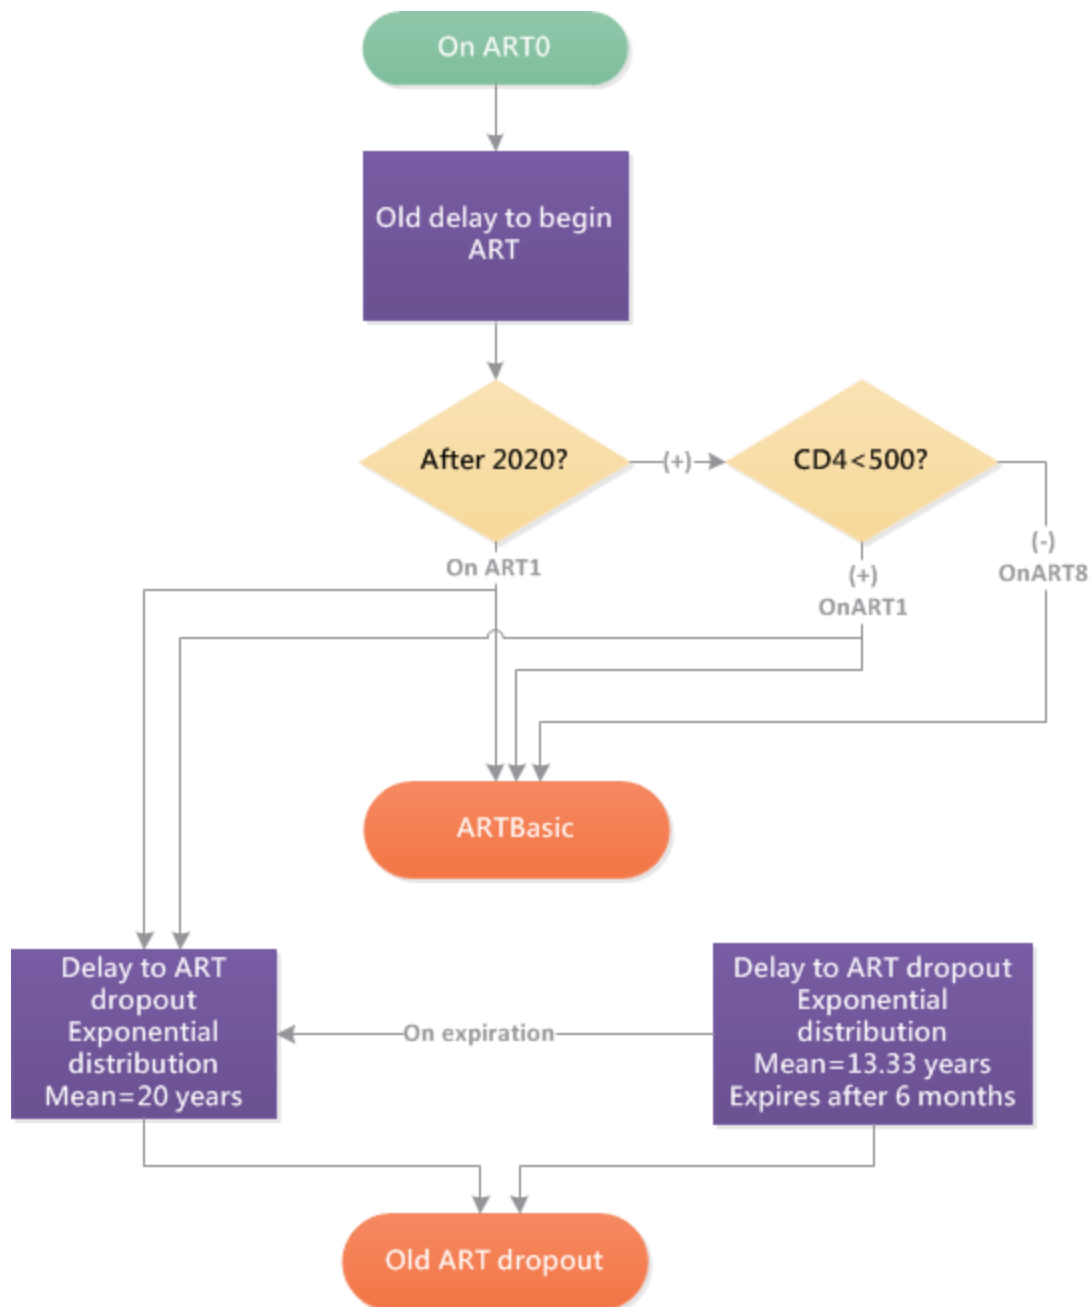 On ART0
Old delay to begin
ART
After 2020?
(+)
CD4<500?
On ART1
(+)
OnART1
(-)
OnART8
ARTBasic
Delay to ART
dropout
Exponential
distribution
Mean=20 years
On expiration
Delay to ART dropout
Exponential
distribution
Mean=13.33 years
Expires after 6 months
Old ART dropout